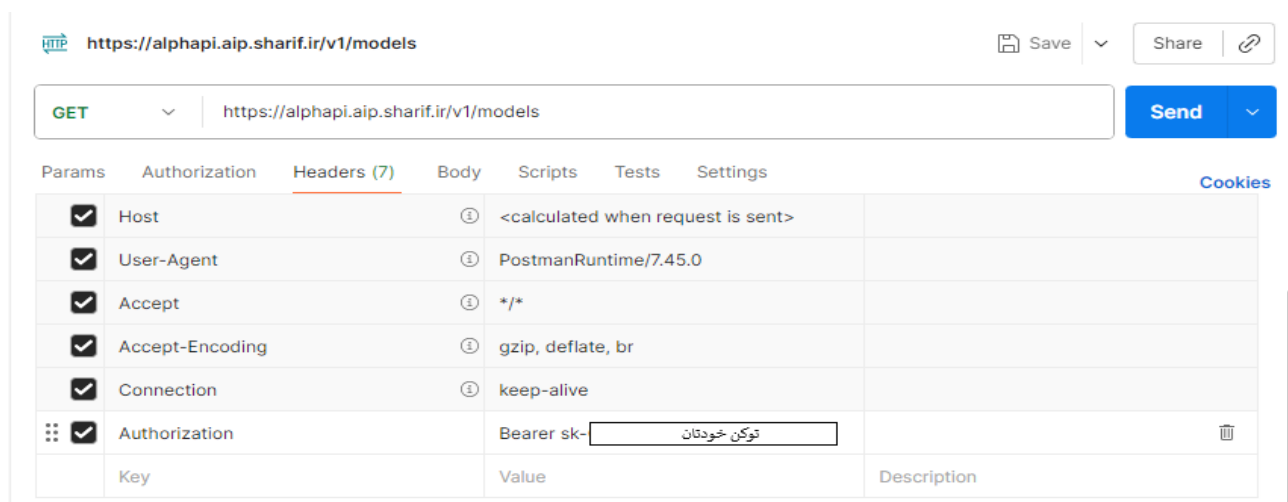 HTTP https://alphapi.aip.sharif.ir/v1/models Save Share
GET https://alphapi.aip.sharif.ir/v1/models Send
Params Authorization Headers (7) Body Scripts Tests Settings Cookies
Host <calculated when request is sent>
User-Agent PostmanRuntime/7.45.0
Accept */*
Accept-Encoding gzip, deflate, br
Connection keep-alive
Authorization Bearer sk- توکن خودتان
Key Value Description